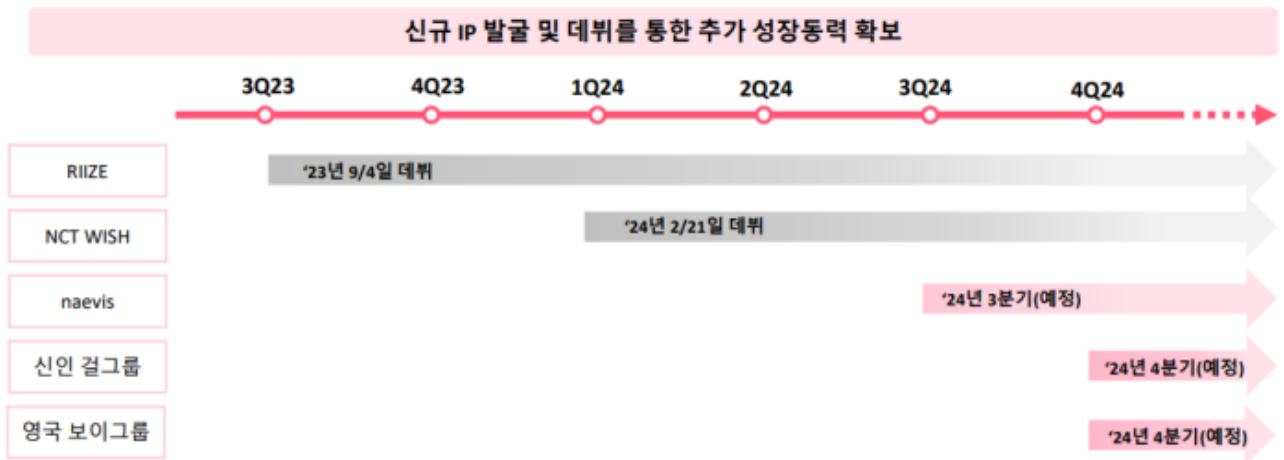 신규 IP 발굴 및 데뷔를 통한 추가 성장동력 확보
3Q23 4Q23 1Q24 2Q24 3Q24 4Q24
RIIZE ‘23년 9/4일 데뷔
NCT WISH ‘24년 2/21일 데뷔
naevis ‘24년 3분기(예정)
신인 걸그룹 ‘24년 4분기(예정)
영국 보이그룹 ‘24년 4분기(예정)